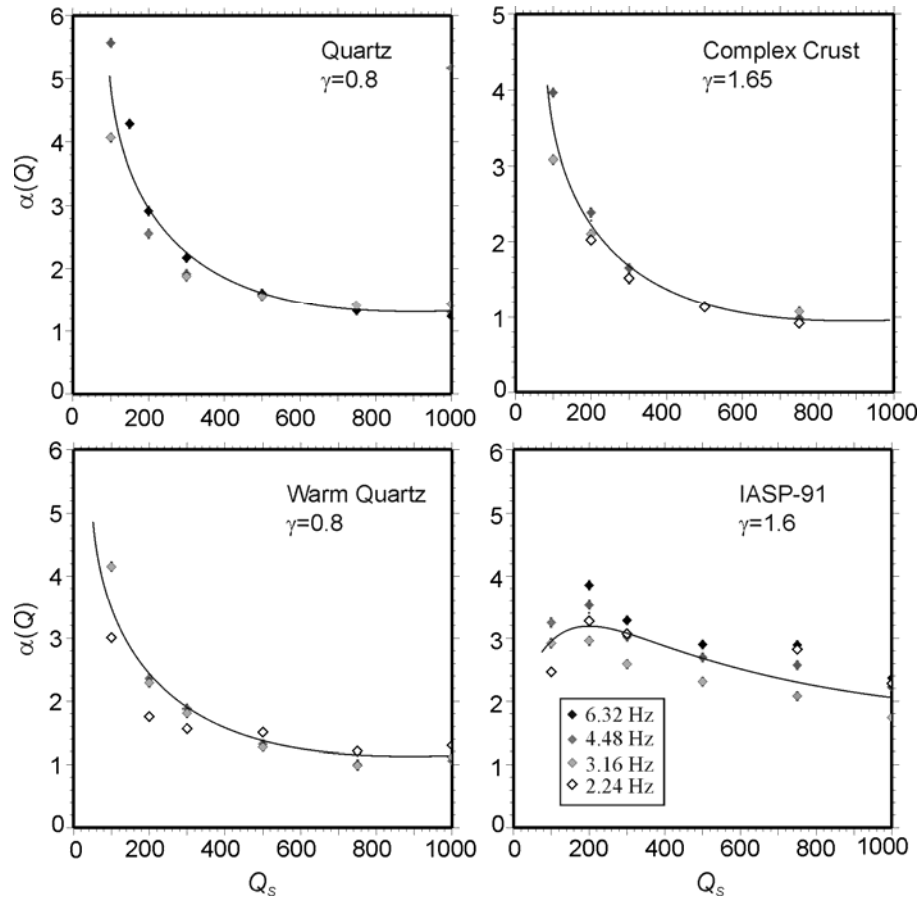 6
5
4
3
2
1
0
α(Q)
Quartz
γ=0.8
0 200 400 600 800 1000
5
4
3
2
1
0
Complex Crust
γ=1.65
0 200 400 600 800 1000
6
5
4
3
2
1
0
α(Q)
Warm Quartz
γ=0.8
0 200 400 600 800 1000
Qs
6
5
4
3
2
1
0
IASP-91
γ=1.6
6.32 Hz
4.48 Hz
3.16 Hz
2.24 Hz
0 200 400 600 800 1000
Qs